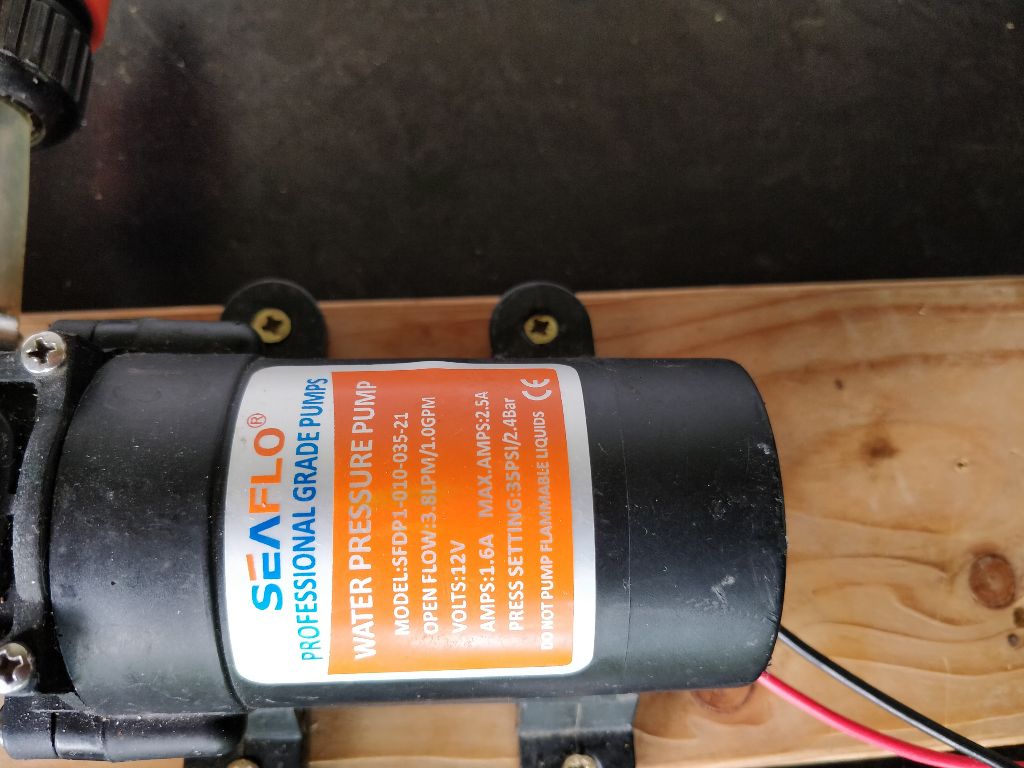 SEAFLO®
PROFESSIONAL GRADE PUMPS
WATER PRESSURE PUMP
MODEL:SFDP1-010-035-21
OPEN FLOW:3.8LPM/1.0GPM
VOLTS:12V
AMPS:1.6A MAX.AMPS:2.5A
PRESS SETTING:35PSI/2.4Bar
DO NOT PUMP FLAMMABLE LIQUIDS CE